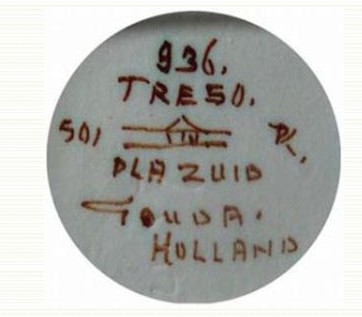 936.
TRESO.
501 PL.
PLAZUID
GOUDA.
HOLLAND